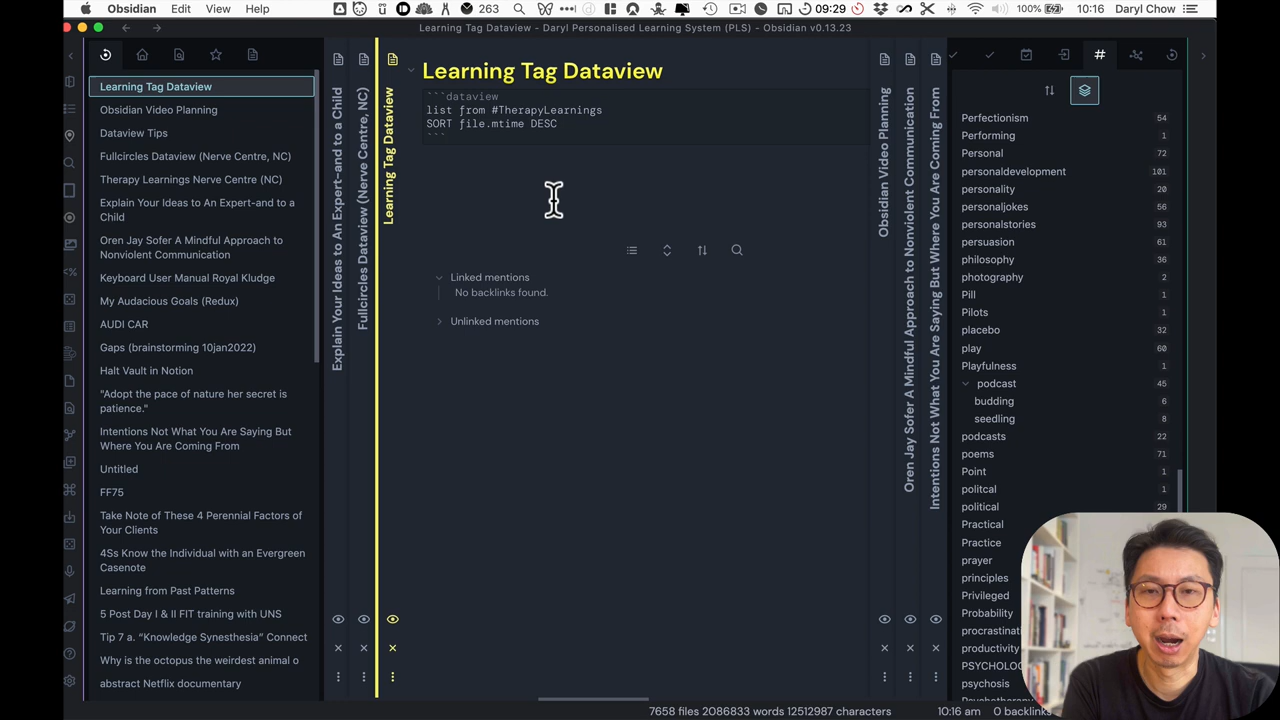 Obsidian Edit View Help 263 09:29 100% 10:16 Daryl Chow
Learning Tag Dataview - Daryl Personalised Learning System (PLS) - Obsidian v0.13.23
Learning Tag Dataview
Obsidian Video Planning
Dataview Tips
Fullcircles Dataview (Nerve Centre, NC)
Therapy Learnings Nerve Centre (NC)
Explain Your Ideas to An Expert-and to a
Child
Oren Jay Sofer A Mindful Approach to
Nonviolent Communication
Keyboard User Manual Royal Kludge
My Audacious Goals (Redux)
AUDI CAR
Gaps (brainstorming 10jan2022)
Halt Vault in Notion
"Adopt the pace of nature her secret is
patience."
Intentions Not What You Are Saying But
Where You Are Coming From
Untitled
FF75
Take Note of These 4 Perennial Factors of
Your Clients
4Ss Know the Individual with an Evergreen
Casenote
Learning from Past Patterns
5 Post Day I & II FIT training with UNS
Tip 7 a. “Knowledge Synesthesia” Connect
Why is the octopus the weirdest animal o
abstract Netflix documentary
Explain Your Ideas to An Expert-and to a Child
Fullcircles Dataview (Nerve Centre, NC)
Learning Tag Dataview
Learning Tag Dataview
```dataview
list from #TherapyLearnings
SORT file.mtime DESC
```
Linked mentions
No backlinks found.
Unlinked mentions
Obsidian Video Planning
Oren Jay Sofer A Mindful Approach to Nonviolent Communication
Intentions Not What You Are Saying But Where You Are Coming From
Perfectionism 54
Performing 1
Personal 72
personaldevelopment 101
personality 20
personaljokes 56
personalstories 93
persuasion 61
philosophy 36
photography 2
Pill 1
Pilots 1
placebo 32
play 60
Playfulness 1
podcast 45
budding 6
seedling 8
podcasts 22
poems 71
Point 1
politcal 1
political 29
Practical
Practice
prayer
principles
Privileged
Probability
procrastinati
productivity
PSYCHOLO
psychosis
7658 files 2086833 words 12512987 characters 10:16 am 0 backlinks